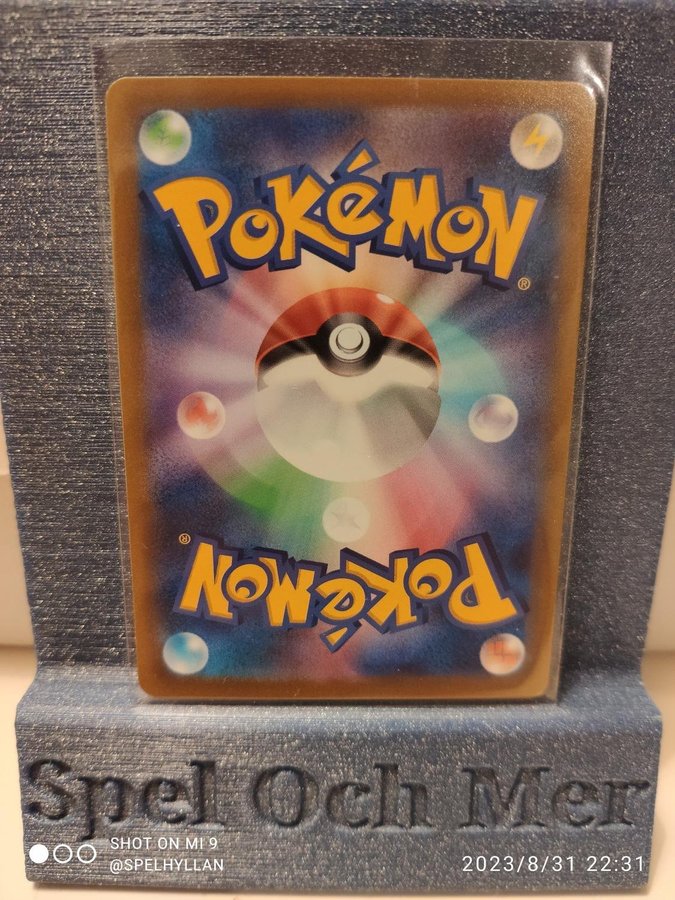 POKéMON
®
®
POKéMON
Spel Och Mer
SHOT ON MI 9
@SPELHYLLAN
2023/8/31 22:31